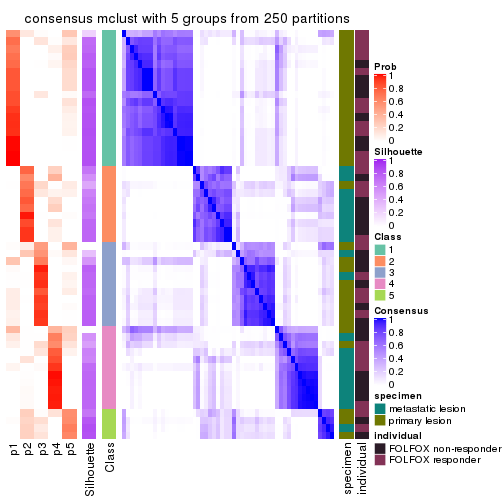 consensus mclust with 5 groups from 250 partitions
Prob
1
0.8
0.6
0.4
0.2
0
Silhouette
1
0.8
0.6
0.4
0.2
0
Class
1
2
3
4
5
Consensus
1
0.8
0.6
0.4
0.2
0
specimen
metastatic lesion
primary lesion
individual
FOLFOX non-responder
FOLFOX responder
p1
p2
p3
p4
p5
Silhouette
Class
specimen
individual